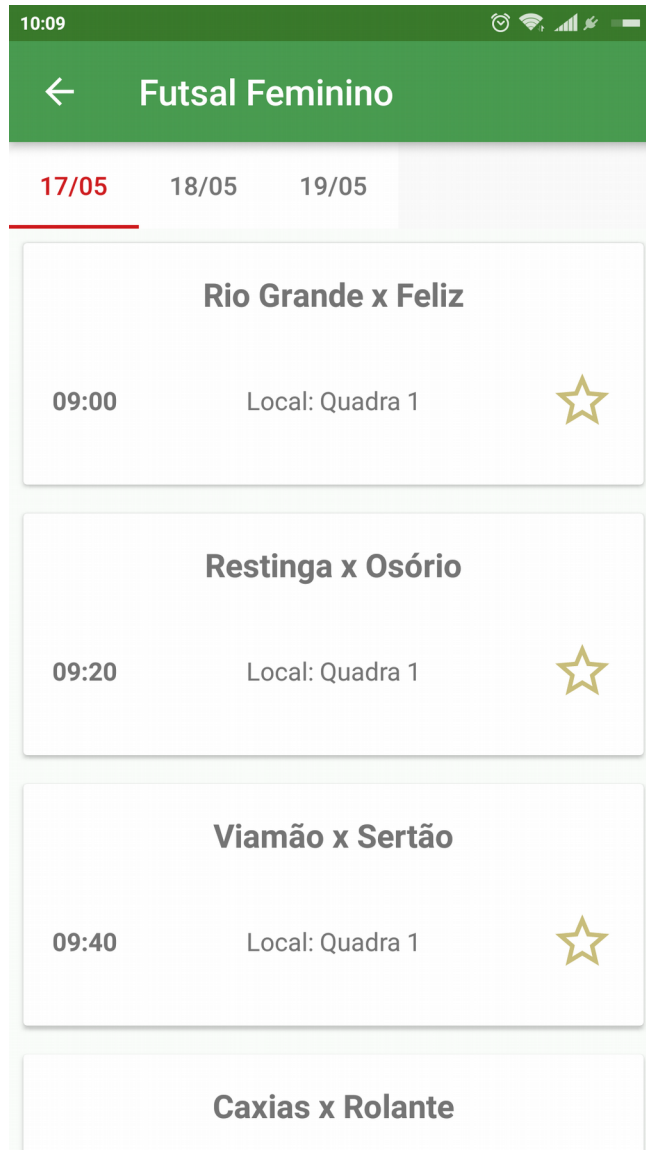 10:09
Futsal Feminino
17/05 18/05 19/05
Rio Grande x Feliz
09:00 Local: Quadra 1
Restinga x Osório
09:20 Local: Quadra 1
Viamão x Sertão
09:40 Local: Quadra 1
Caxias x Rolante